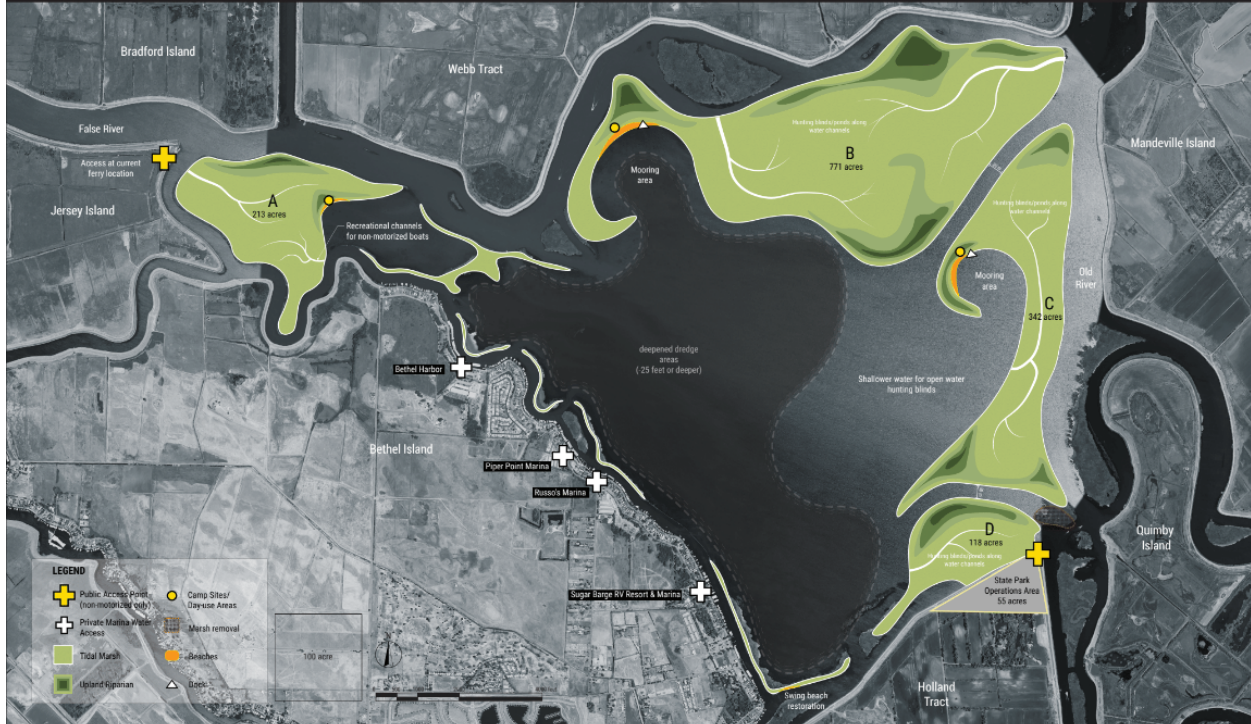 Bradford Island
Webb Tract
False River
Access at current
ferry location
Jersey Island
A
213 acres
Recreational channels
for non-motorized boats
Mooring
area
Hunting blinds/ponds along
water channels
B
771 acres
Mandeville Island
Hunting blinds/ponds along
water channels
Mooring
area
Old
River
C
342 acres
deepened dredge
areas
(-25 feet or deeper)
Shallower water for open water
hunting blinds
Bethel Harbor
Bethel Island
Piper Point Marina
Russo's Marina
D
118 acres
Hunting blinds/ponds along
water channels
Quimby
Island
State Park
Operations Area
55 acres
Sugar Barge RV Resort & Marina
Swing beach
restoration
Holland
Tract
LEGEND
Public Access Point
(non-motorized only)
Camp Sites/
Day-use Areas
Private Marina Water
Access
Marsh removal
Tidal Marsh
Beaches
Upland Riparian
Dock
100 acre